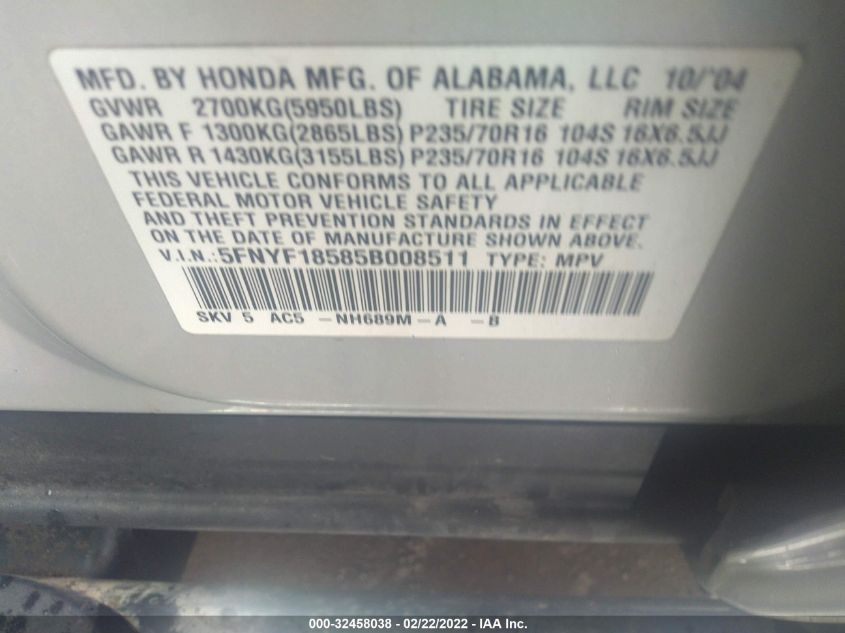 MFD. BY HONDA MFG. OF ALABAMA, LLC 10/'04
GVWR 2700KG(5950LBS) TIRE SIZE RIM SIZE
GAWR F 1300KG(2865LBS) P235/70R16 104S 16X6.5JJ
GAWR R 1430KG(3155LBS) P235/70R16 104S 16X6.5JJ
THIS VEHICLE CONFORMS TO ALL APPLICABLE
FEDERAL MOTOR VEHICLE SAFETY
AND THEFT PREVENTION STANDARDS IN EFFECT
ON THE DATE OF MANUFACTURE SHOWN ABOVE.
V.I.N.:5FNYF18585B008511 TYPE: MPV
SKV 5 AC5 -NH689M-A -B
000-32458038 - 02/22/2022 - IAA Inc.